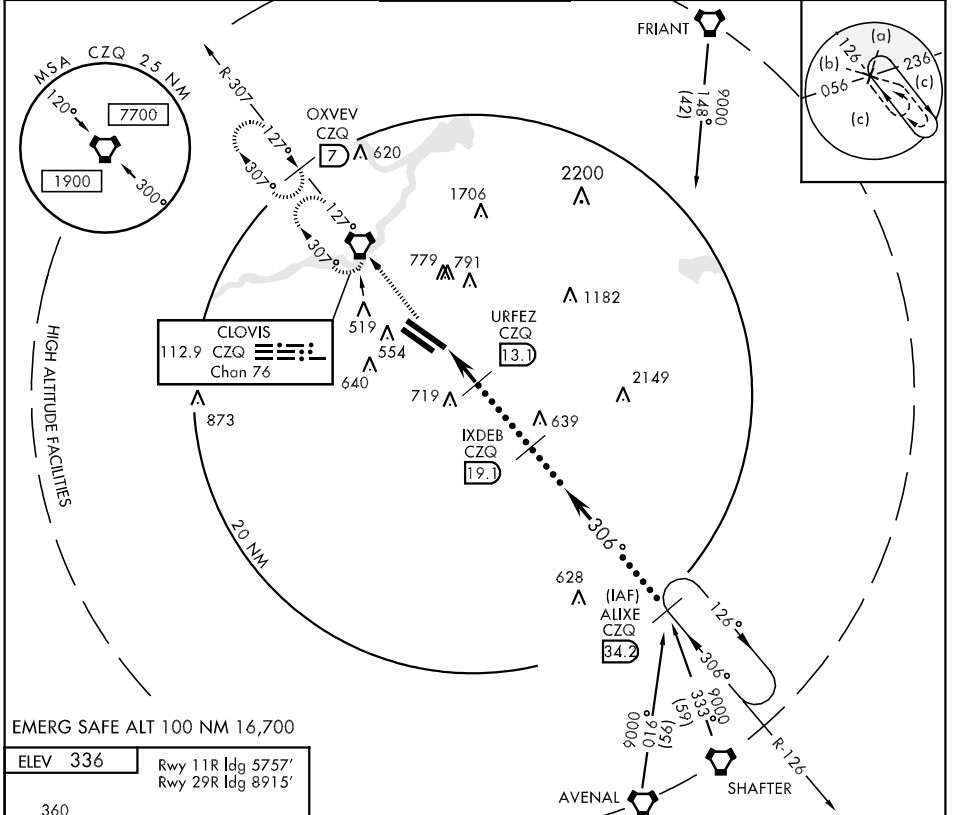 MSA CZQ 25 NM
120°
7700
1900
300°
R-307
OXVEV
CZQ
7
620
127°
307°
127°
307°
FRIANT
9000
148°
(42)
(a)
126
(b)
236
056
(c)
(c)
1706
2200
779
791
1182
519
554
640
719
CLOVIS
112.9 CZQ
Chan 76
URFEZ
CZQ
13.1
2149
873
639
IXDEB
CZQ
19.1
HIGH ALTITUDE FACILITIES
20 NM
306°
628
(IAF)
ALIXE
CZQ
34.2
126°
306°
9000
333°
(59)
9000
019°
(56)
R-126
SHAFTER
AVENAL
EMERG SAFE ALT 100 NM 16,700
ELEV 336
Rwy 11R ldg 5757'
Rwy 29R ldg 8915'
360